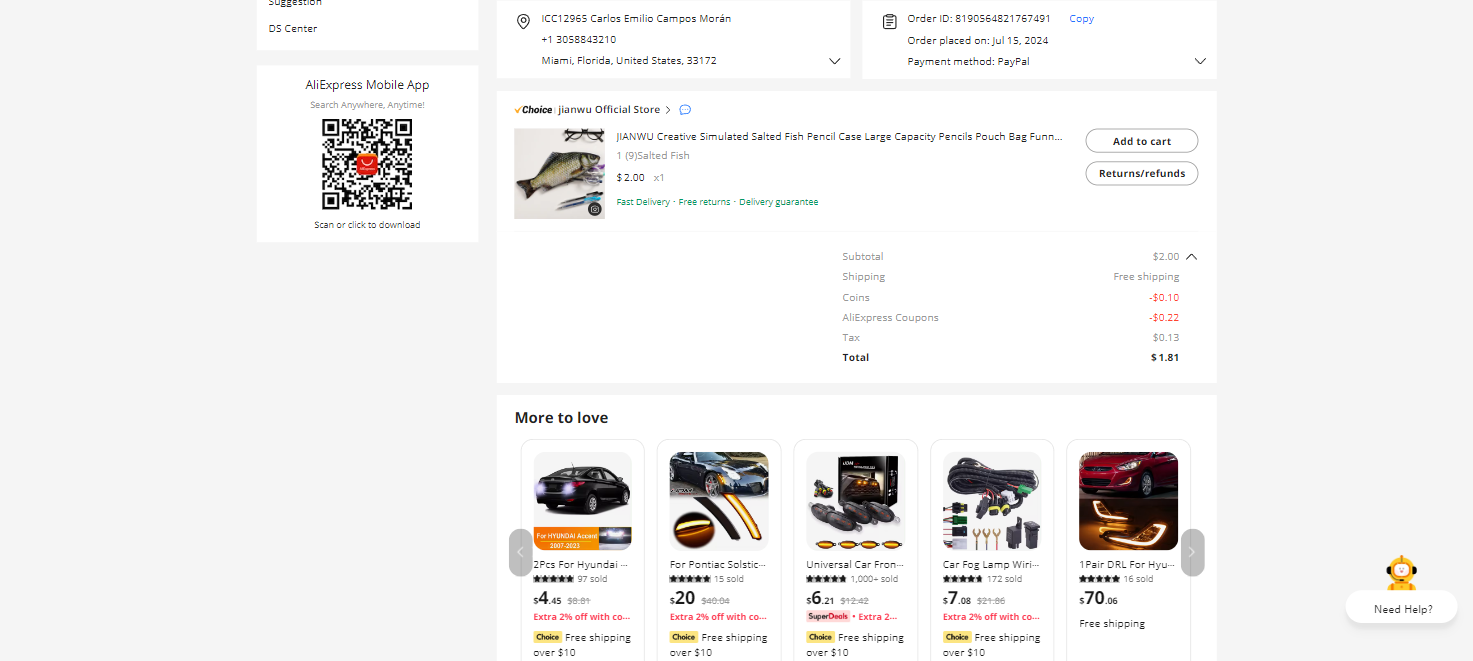 Suggestion
DS Center
AliExpress Mobile App
Search Anywhere, Anytime!
Scan or click to download
ICC12965 Carlos Emilio Campos Morán
+1 3058843210
Miami, Florida, United States, 33172
Order ID: 8190564821767491 Copy
Order placed on: Jul 15, 2024
Payment method: PayPal
Choice jianwu Official Store
JIANWU Creative Simulated Salted Fish Pencil Case Large Capacity Pencils Pouch Bag Funn...
1 (9)Salted Fish
$2.00 x1
Fast Delivery · Free returns · Delivery guarantee
Add to cart
Returns/refunds
Subtotal $2.00
Shipping Free shipping
Coins -$0.10
AliExpress Coupons -$0.22
Tax $0.13
Total $1.81
More to love
For HYUNDAI Accent
2007-2023
2Pcs For Hyundai ...
97 sold
$4.45 $8.81
Extra 2% off with co...
Choice Free shipping
over $10
For Pontiac Solstic...
15 sold
$20 $40.04
Extra 2% off with co...
Choice Free shipping
over $10
Universal Car Fron...
1,000+ sold
$6.21 $12.42
SuperDeals • Extra 2...
Choice Free shipping
over $10
Car Fog Lamp Wiri...
172 sold
$7.08 $21.86
Extra 2% off with co...
Choice Free shipping
over $10
1Pair DRL For Hyu...
16 sold
$70.06
Free shipping
Need Help?